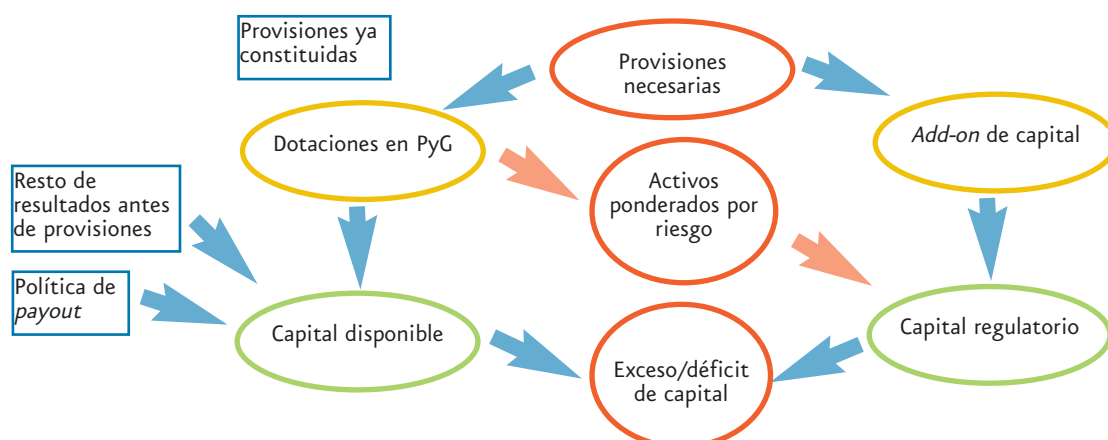 Provisiones ya
constituidas
Provisiones
necesarias
Dotaciones en PyG
Add-on de capital
Resto de
resultados antes
de provisiones
Activos
ponderados por
riesgo
Política de
payout
Capital disponible
Capital regulatorio
Exceso/déficit
de capital